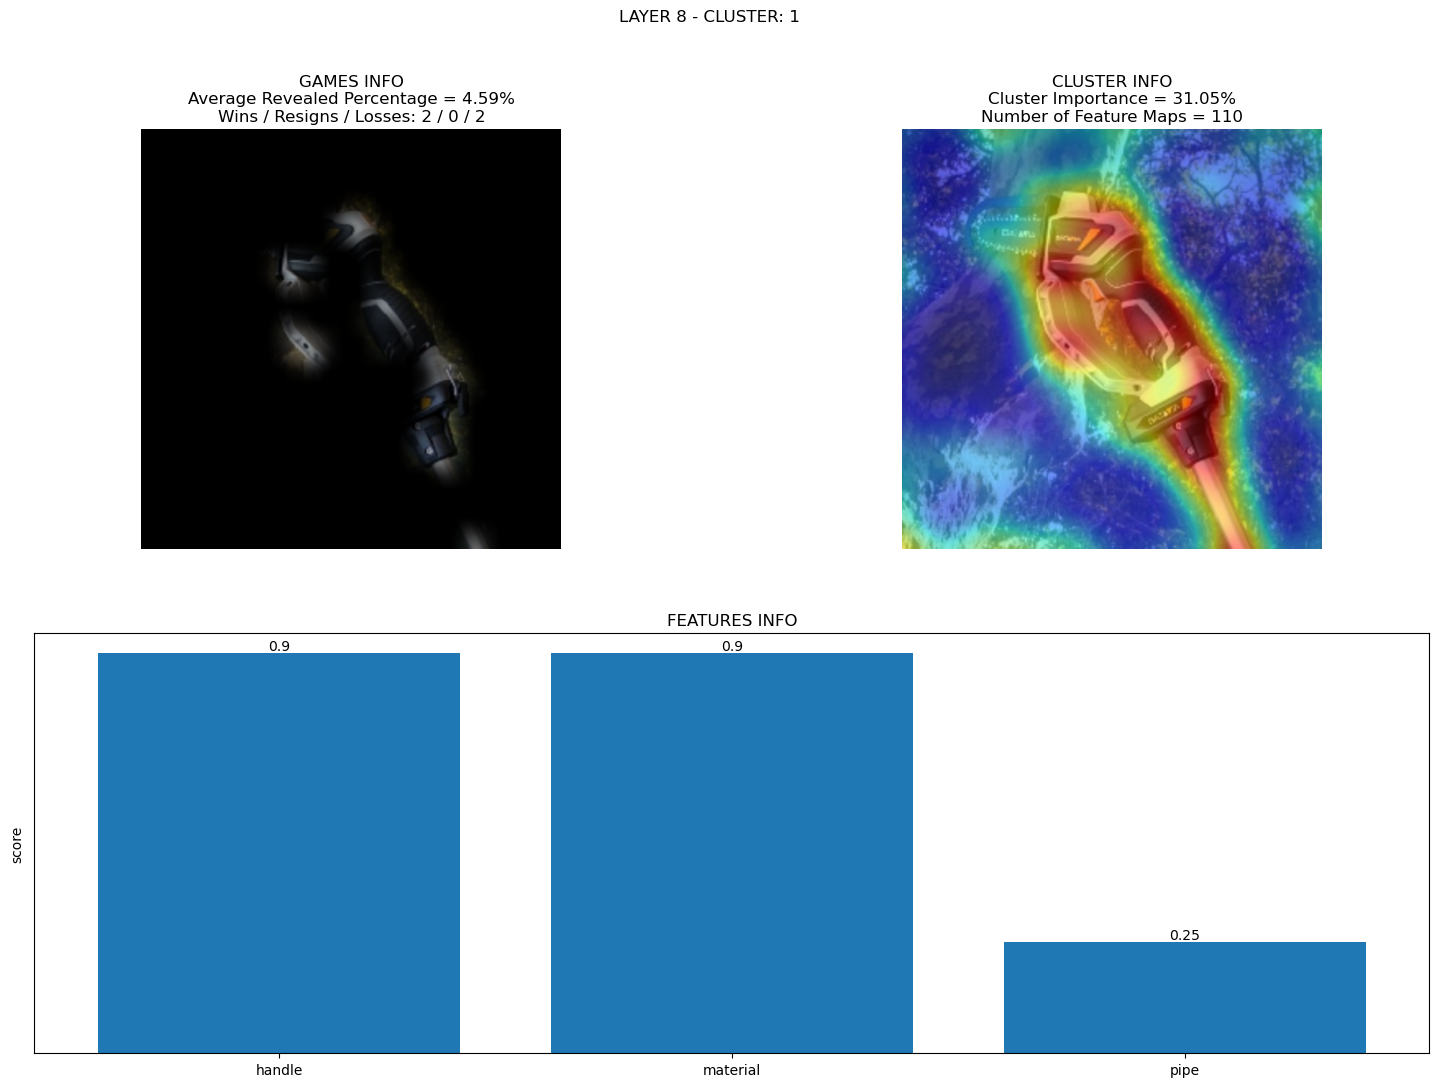 LAYER 8 - CLUSTER: 1
GAMES INFO
Average Revealed Percentage = 4.59%
Wins / Resigns / Losses: 2 / 0 / 2
CLUSTER INFO
Cluster Importance = 31.05%
Number of Feature Maps = 110
FEATURES INFO
score
0.9
0.9
0.25
handle
material
pipe